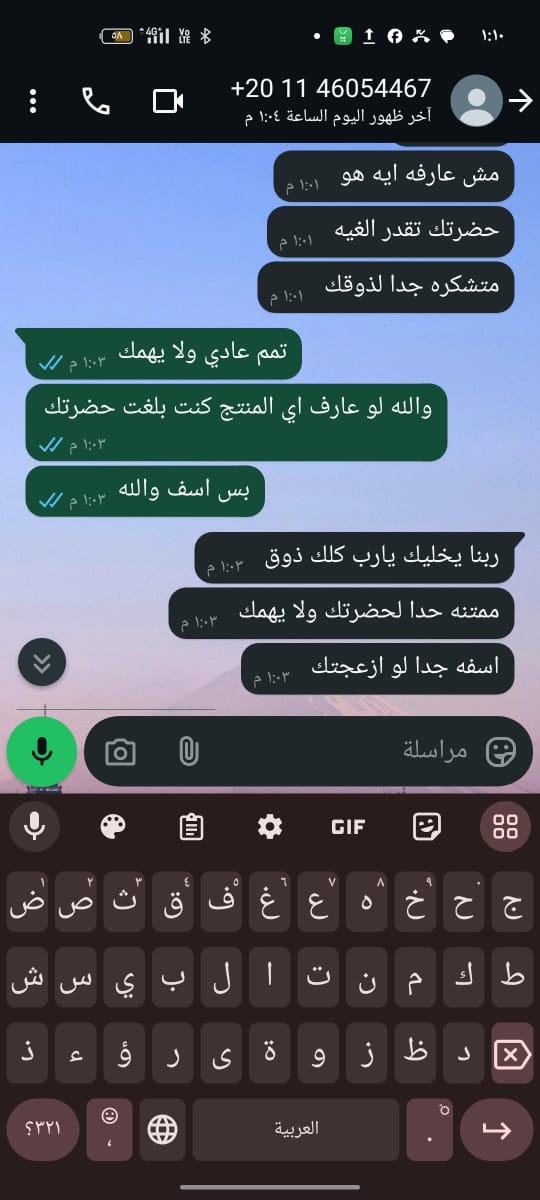 ١:١٠
٥٨
4G+
Vo LTE
+20 11 46054467
آخر ظهور اليوم الساعة ١:٠٤ م
مش عارفه ايه هو ١:٠١ م
حضرتك تقدر الغيه ١:٠١ م
متشكره جدا لذوقك ١:٠١ م
تمم عادي ولا يهمك ١:٠٣ م
والله لو عارف اي المنتج كنت بلغت حضرتك
١:٠٣ م
بس اسف والله ١:٠٣ م
ربنا يخليك يارب كلك ذوق ١:٠٣ م
ممتنه حدا لحضرتك ولا يهمك ١:٠٣ م
اسفه جدا لو ازعجتك ١:٠٣ م
مراسلة
GIF
ج ح خ ه ع غ ف ق ث ص ض
٠ ٩ ٨ ٧ ٦ ٥ ٤ ٣ ٢ ١
ط ك م ن ت ا ل ب ي س ش
د ظ ز و ة ى ر ؤ ء ذ
. العربية ، ٣٢١؟